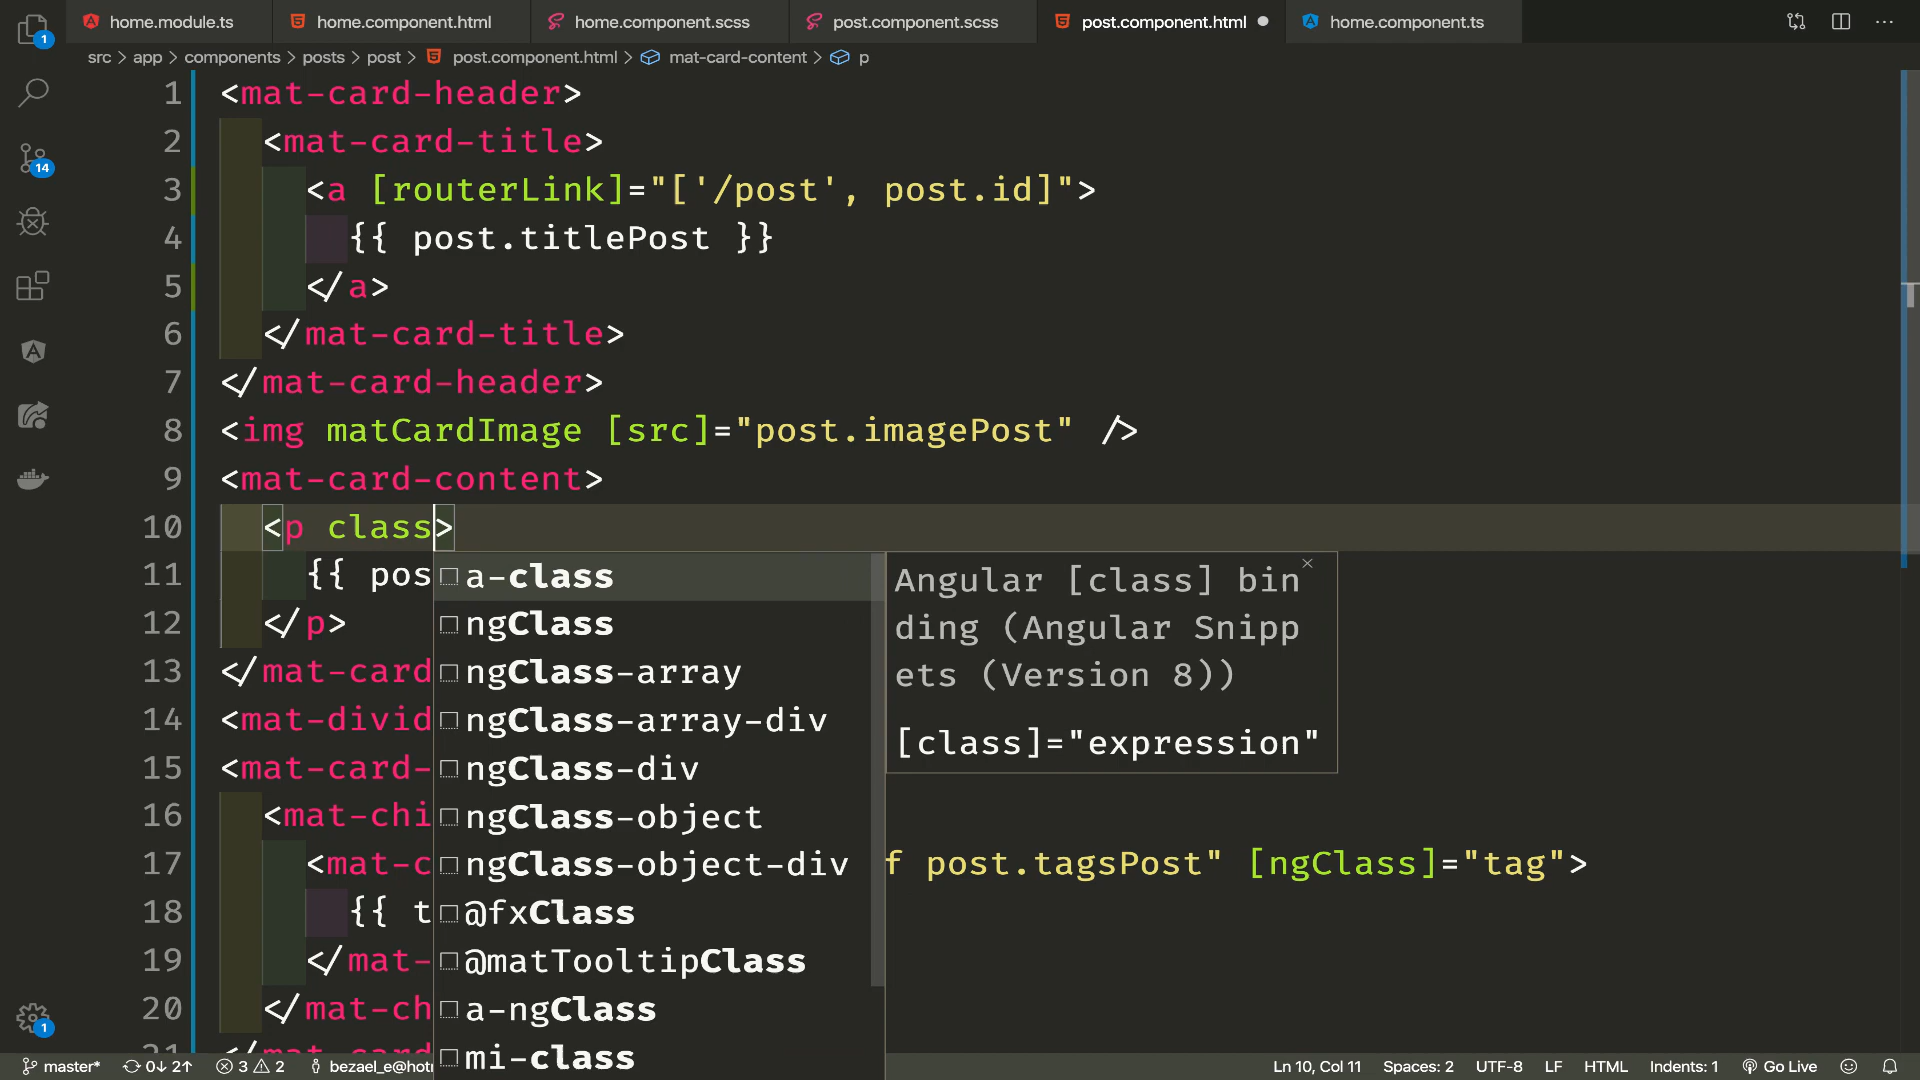 home.module.ts home.component.html home.component.scss post.component.scss post.component.html home.component.ts
1
src > app > components > posts > post > post.component.html > mat-card-content > p
1 <mat-card-header>
2 <mat-card-title>
3 <a [routerLink]="['/post', post.id]">
4 {{ post.titlePost }}
5 </a>
6 </mat-card-title>
7 </mat-card-header>
8 <img matCardImage [src]="post.imagePost" />
9 <mat-card-content>
10 <p class>
11 {{ pos
12 </p>
13 </mat-card
14 <mat-divid
15 <mat-card-
16 <mat-chi
17 <mat-c f post.tagsPost" [ngClass]="tag">
18 {{ t
19 </mat-
20 </mat-ch
21 </mat-card
14
a-class
ngClass
ngClass-array
ngClass-array-div
ngClass-div
ngClass-object
ngClass-object-div
@fxClass
@matTooltipClass
a-ngClass
mi-class
Angular [class] bin
ding (Angular Snipp
ets (Version 8))
[class]="expression"
1
master* 0↓ 2↑ 3 2 bezael_e@hotm Ln 10, Col 11 Spaces: 2 UTF-8 LF HTML Indents: 1 Go Live